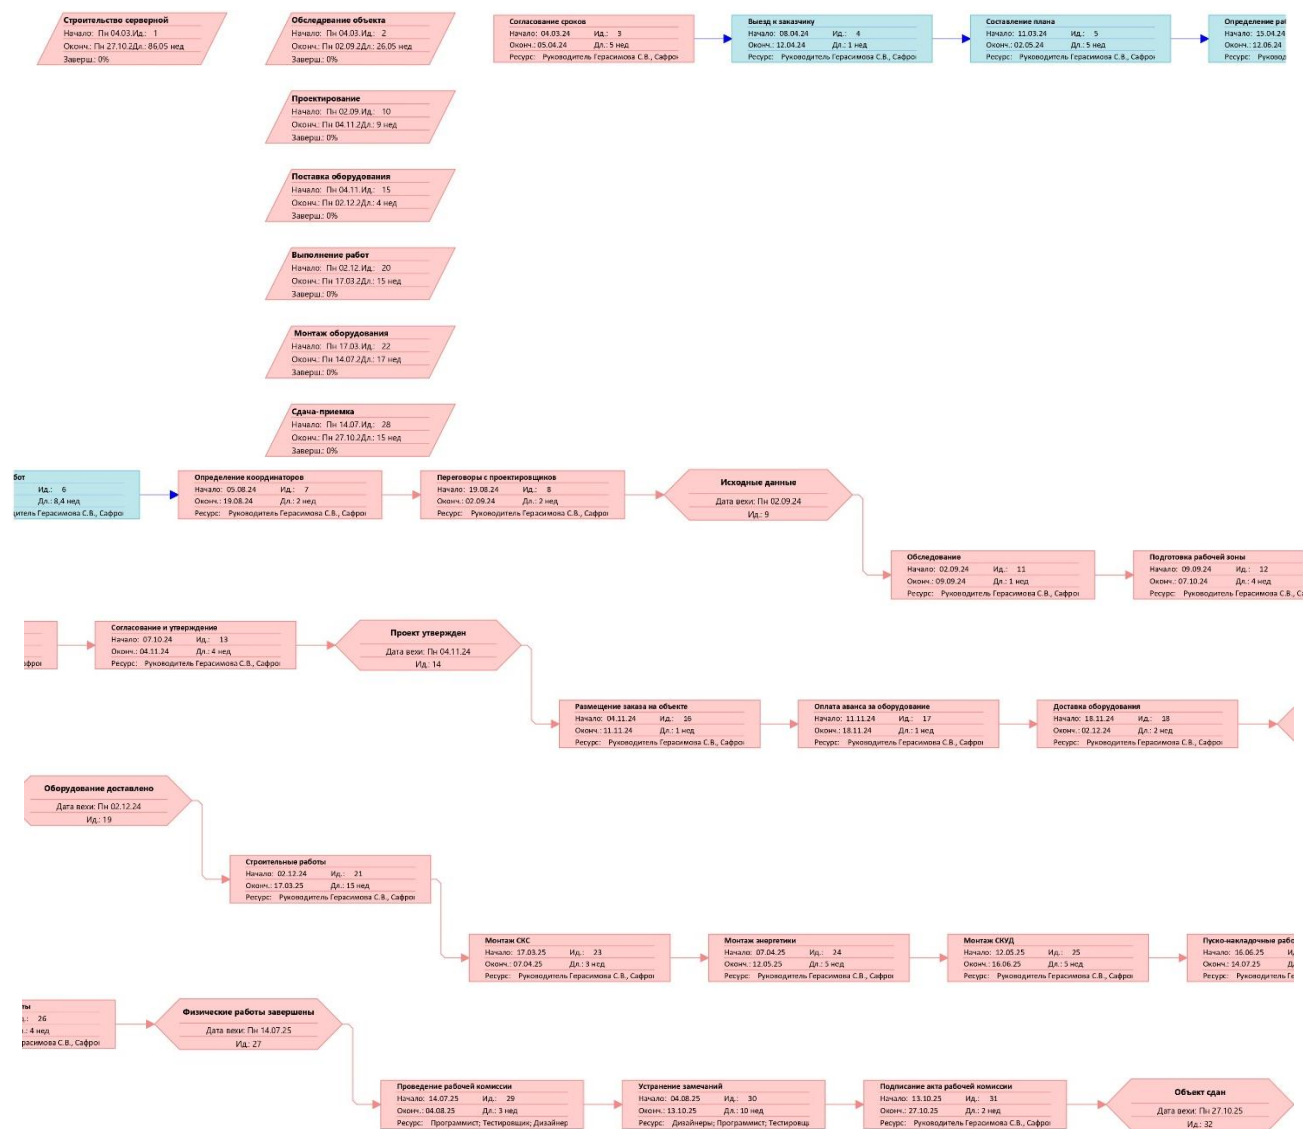 Строительство серверной
Начало: Пн 04.03. Ид.: 1
Оконч.: Пн 27.10.2 Дл.: 86,05 нед
Заверш.: 0%
Обследрвание объекта
Начало: Пн 04.03. Ид.: 2
Оконч.: Пн 02.09.2 Дл.: 26,05 нед
Заверш.: 0%
Согласование сроков
Начало: 04.03.24 Ид.: 3
Оконч.: 05.04.24 Дл.: 5 нед
Ресурс: Руководитель Герасимова С.В., Сафро
Выезд к заказчику
Начало: 08.04.24 Ид.: 4
Оконч.: 12.04.24 Дл.: 1 нед
Ресурс: Руководитель Герасимова С.В., Сафро
Составление плана
Начало: 11.03.24 Ид.: 5
Оконч.: 02.05.24 Дл.: 5 нед
Ресурс: Руководитель Герасимова С.В., Сафро
Определение ра
Начало: 15.04.24
Оконч.: 12.06.24
Ресурс: Руковод
Проектирование
Начало: Пн 02.09. Ид.: 10
Оконч.: Пн 04.11.2 Дл.: 9 нед
Заверш.: 0%
Поставка оборудования
Начало: Пн 04.11. Ид.: 15
Оконч.: Пн 02.12.2 Дл.: 4 нед
Заверш.: 0%
Выполнение работ
Начало: Пн 02.12. Ид.: 20
Оконч.: Пн 17.03.2 Дл.: 15 нед
Заверш.: 0%
Монтаж оборудования
Начало: Пн 17.03. Ид.: 22
Оконч.: Пн 14.07.2 Дл.: 17 нед
Заверш.: 0%
Сдача-приемка
Начало: Пн 14.07. Ид.: 28
Оконч.: Пн 27.10.2 Дл.: 15 нед
Заверш.: 0%
бот
Ид.: 6
Дл.: 8,4 нед
итель Герасимова С.В., Сафро
Определение координаторов
Начало: 05.08.24 Ид.: 7
Оконч.: 19.08.24 Дл.: 2 нед
Ресурс: Руководитель Герасимова С.В., Сафро
Переговоры с проектировщиков
Начало: 19.08.24 Ид.: 8
Оконч.: 02.09.24 Дл.: 2 нед
Ресурс: Руководитель Герасимова С.В., Сафро
Исходные данные
Дата вехи: Пн 02.09.24
Ид.: 9
Обследование
Начало: 02.09.24 Ид.: 11
Оконч.: 09.09.24 Дл.: 1 нед
Ресурс: Руководитель Герасимова С.В., Сафро
Подготовка рабочей зоны
Начало: 09.09.24 Ид.: 12
Оконч.: 07.10.24 Дл.: 4 нед
Ресурс: Руководитель Герасимова С.В., С
афро
Согласование и утверждение
Начало: 07.10.24 Ид.: 13
Оконч.: 04.11.24 Дл.: 4 нед
Ресурс: Руководитель Герасимова С.В., Сафро
Проект утвержден
Дата вехи: Пн 04.11.24
Ид.: 14
Размещение заказа на объекте
Начало: 04.11.24 Ид.: 16
Оконч.: 11.11.24 Дл.: 1 нед
Ресурс: Руководитель Герасимова С.В., Сафро
Оплата аванса за оборудование
Начало: 11.11.24 Ид.: 17
Оконч.: 18.11.24 Дл.: 1 нед
Ресурс: Руководитель Герасимова С.В., Сафро
Доставка оборудования
Начало: 18.11.24 Ид.: 18
Оконч.: 02.12.24 Дл.: 2 нед
Ресурс: Руководитель Герасимова С.В., Сафро
Оборудование доставлено
Дата вехи: Пн 02.12.24
Ид.: 19
Строительные работы
Начало: 02.12.24 Ид.: 21
Оконч.: 17.03.25 Дл.: 15 нед
Ресурс: Руководитель Герасимова С.В., Сафро
Монтаж СКС
Начало: 17.03.25 Ид.: 23
Оконч.: 07.04.25 Дл.: 3 нед
Ресурс: Руководитель Герасимова С.В., Сафро
Монтаж энергетики
Начало: 07.04.25 Ид.: 24
Оконч.: 12.05.25 Дл.: 5 нед
Ресурс: Руководитель Герасимова С.В., Сафро
Монтаж СКУД
Начало: 12.05.25 Ид.: 25
Оконч.: 16.06.25 Дл.: 5 нед
Ресурс: Руководитель Герасимова С.В., Сафро
Пуско-накладочные рабо
Начало: 16.06.25 И
Оконч.: 14.07.25 Д
Ресурс: Руководитель Ге
ты
.: 26
.: 4 нед
расимова С.В., Сафро
Физические работы завершены
Дата вехи: Пн 14.07.25
Ид.: 27
Проведение рабочей комиссии
Начало: 14.07.25 Ид.: 29
Оконч.: 04.08.25 Дл.: 3 нед
Ресурс: Программист; Тестировщик; Дизайнер
Устранение замечаний
Начало: 04.08.25 Ид.: 30
Оконч.: 13.10.25 Дл.: 10 нед
Ресурс: Дизайнеры; Программист; Тестировщ
Подписание акта рабочей комиссии
Начало: 13.10.25 Ид.: 31
Оконч.: 27.10.25 Дл.: 2 нед
Ресурс: Руководитель Герасимова С.В., Сафро
Объект сдан
Дата вехи: Пн 27.10.25
Ид.: 32